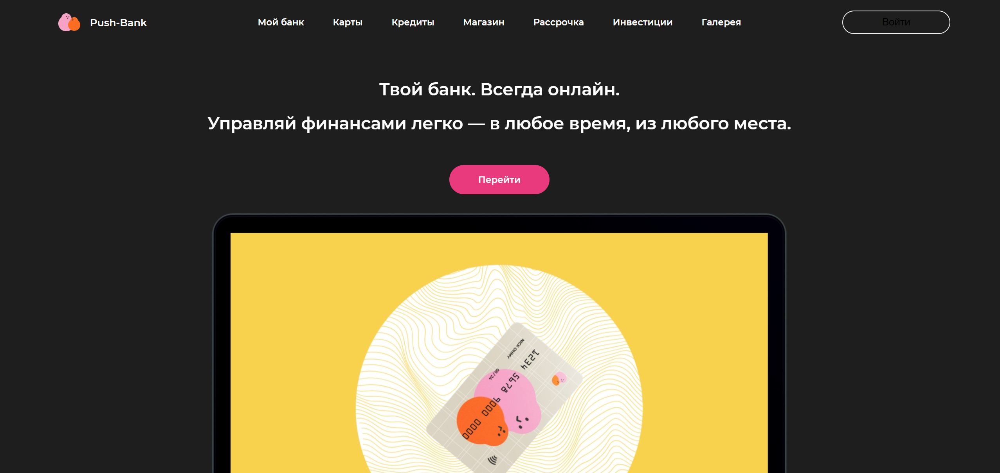 Push-Bank
Мой банк
Карты
Кредиты
Магазин
Рассрочка
Инвестиции
Галерея
Войти
Твой банк. Всегда онлайн.
Управляй финансами легко — в любое время, из любого места.
Перейти
NICK OHMY
1234 5678 9000 0000
05/24